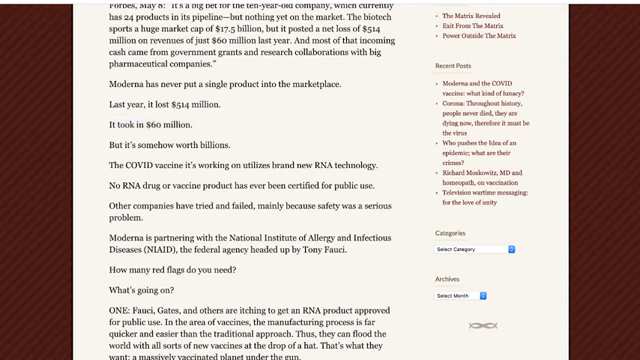 Forbes, May 8: "It's a big bet for the ten-year-old company, which currently
has 24 products in its pipeline—but nothing yet on the market. The biotech
sports a huge market cap of $17.5 billion, but it posted a net loss of $514
million on revenues of just $60 million last year. And most of that incoming
cash came from government grants and research collaborations with big
pharmaceutical companies."
Moderna has never put a single product into the marketplace.
Last year, it lost $514 million.
It took in $60 million.
But it's somehow worth billions.
The COVID vaccine it's working on utilizes brand new RNA technology.
No RNA drug or vaccine product has ever been certified for public use.
Other companies have tried and failed, mainly because safety was a serious
problem.
Moderna is partnering with the National Institute of Allergy and Infectious
Diseases (NIAID), the federal agency headed up by Tony Fauci.
How many red flags do you need?
What's going on?
ONE: Fauci, Gates, and others are itching to get an RNA product approved
for public use. In the area of vaccines, the manufacturing process is far
quicker and easier than the traditional approach. Thus, they can flood the
world with all sorts of new vaccines at the drop of a hat. That's what they
want: a massively vaccinated planet under the gun.
The Matrix Revealed
Exit From The Matrix
Power Outside The Matrix
Recent Posts
Moderna and the COVID
vaccine: what kind of lunacy?
Corona: Throughout history,
people never died, they are
dying now, therefore it must be
the virus
Who pushes the Idea of an
epidemic; what are their
crimes?
Richard Moskowitz, MD and
homeopath, on vaccination
Television wartime messaging:
for the love of unity
Categories
Select Category
Archives
Select Month